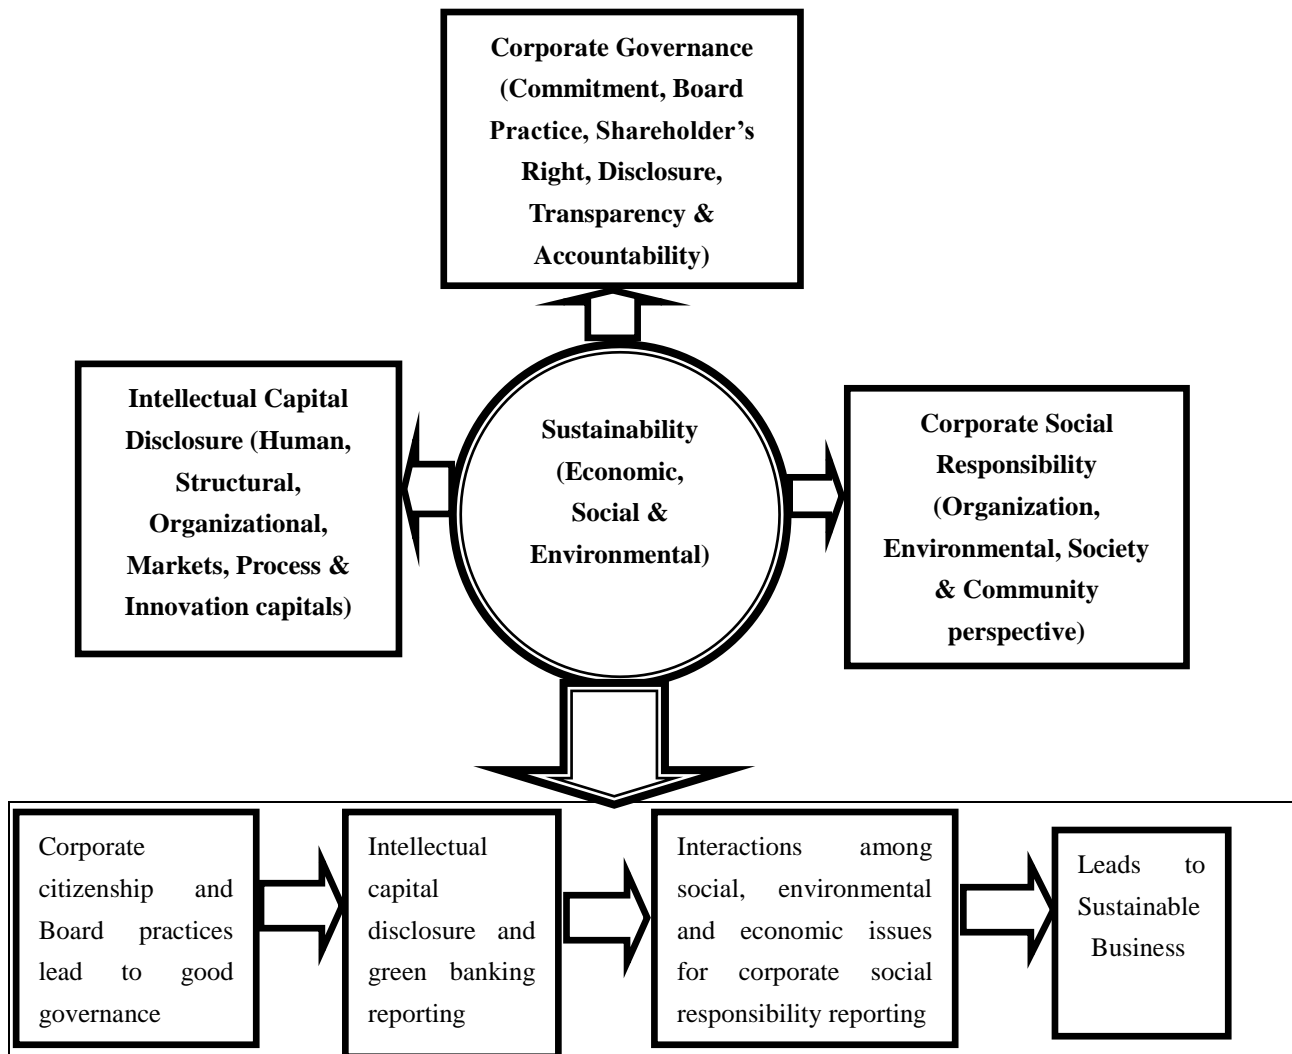 Corporate Governance
(Commitment, Board
Practice, Shareholder’s
Right, Disclosure,
Transparency &
Accountability)
Intellectual Capital
Disclosure (Human,
Structural,
Organizational,
Markets, Process &
Innovation capitals)
Sustainability
(Economic,
Social &
Environmental)
Corporate Social
Responsibility
(Organization,
Environmental, Society
& Community
perspective)
Corporate
citizenship and
Board practices
lead to good
governance
Intellectual
capital
disclosure and
green banking
reporting
Interactions among
social, environmental
and economic issues
for corporate social
responsibility reporting
Leads to
Sustainable
Business